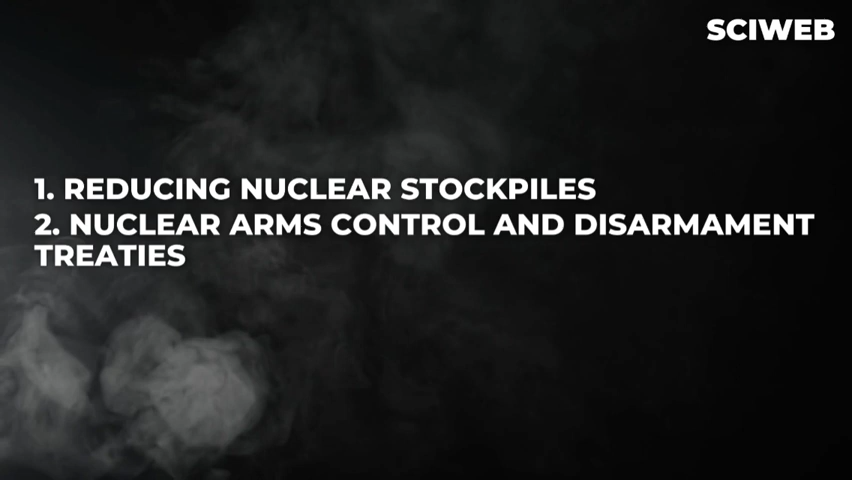 SCIWEB
1. REDUCING NUCLEAR STOCKPILES
2. NUCLEAR ARMS CONTROL AND DISARMAMENT
TREATIES